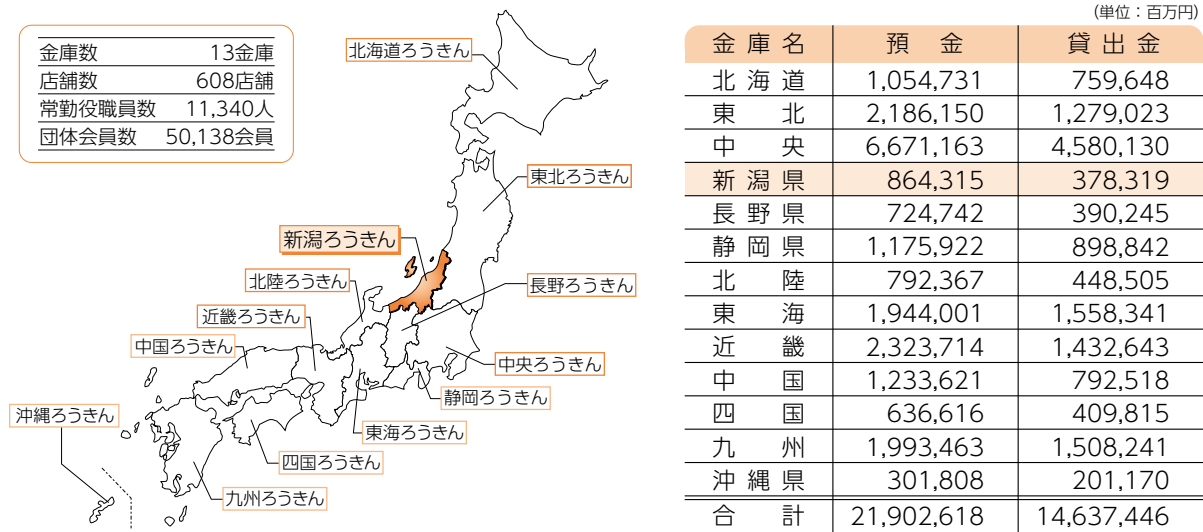 金庫数 13金庫
店舗数 608店舗
常勤役職員数 11,340人
団体会員数 50,138会員
北海道ろうきん
東北ろうきん
新潟ろうきん
北陸ろうきん
長野ろうきん
近畿ろうきん
中国ろうきん
中央ろうきん
静岡ろうきん
沖縄ろうきん
東海ろうきん
四国ろうきん
九州ろうきん
(単位：百万円)
金庫名 預金 貸出金
北海道 1,054,731 759,648
東北 2,186,150 1,279,023
中央 6,671,163 4,580,130
新潟県 864,315 378,319
長野県 724,742 390,245
静岡県 1,175,922 898,842
北陸 792,367 448,505
東海 1,944,001 1,558,341
近畿 2,323,714 1,432,643
中国 1,233,621 792,518
四国 636,616 409,815
九州 1,993,463 1,508,241
沖縄県 301,808 201,170
合計 21,902,618 14,637,446